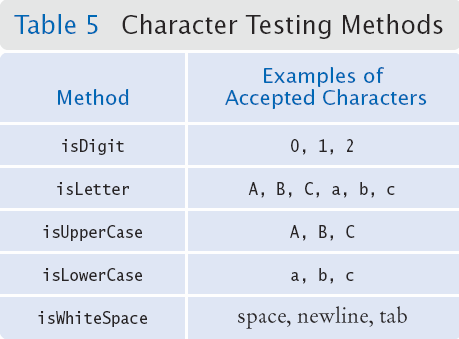 Table 5 Character Testing Methods
Method
Examples of
Accepted Characters
isDigit
0, 1, 2
isLetter
A, B, C, a, b, c
isUpperCase
A, B, C
isLowerCase
a, b, c
isWhiteSpace
space, newline, tab